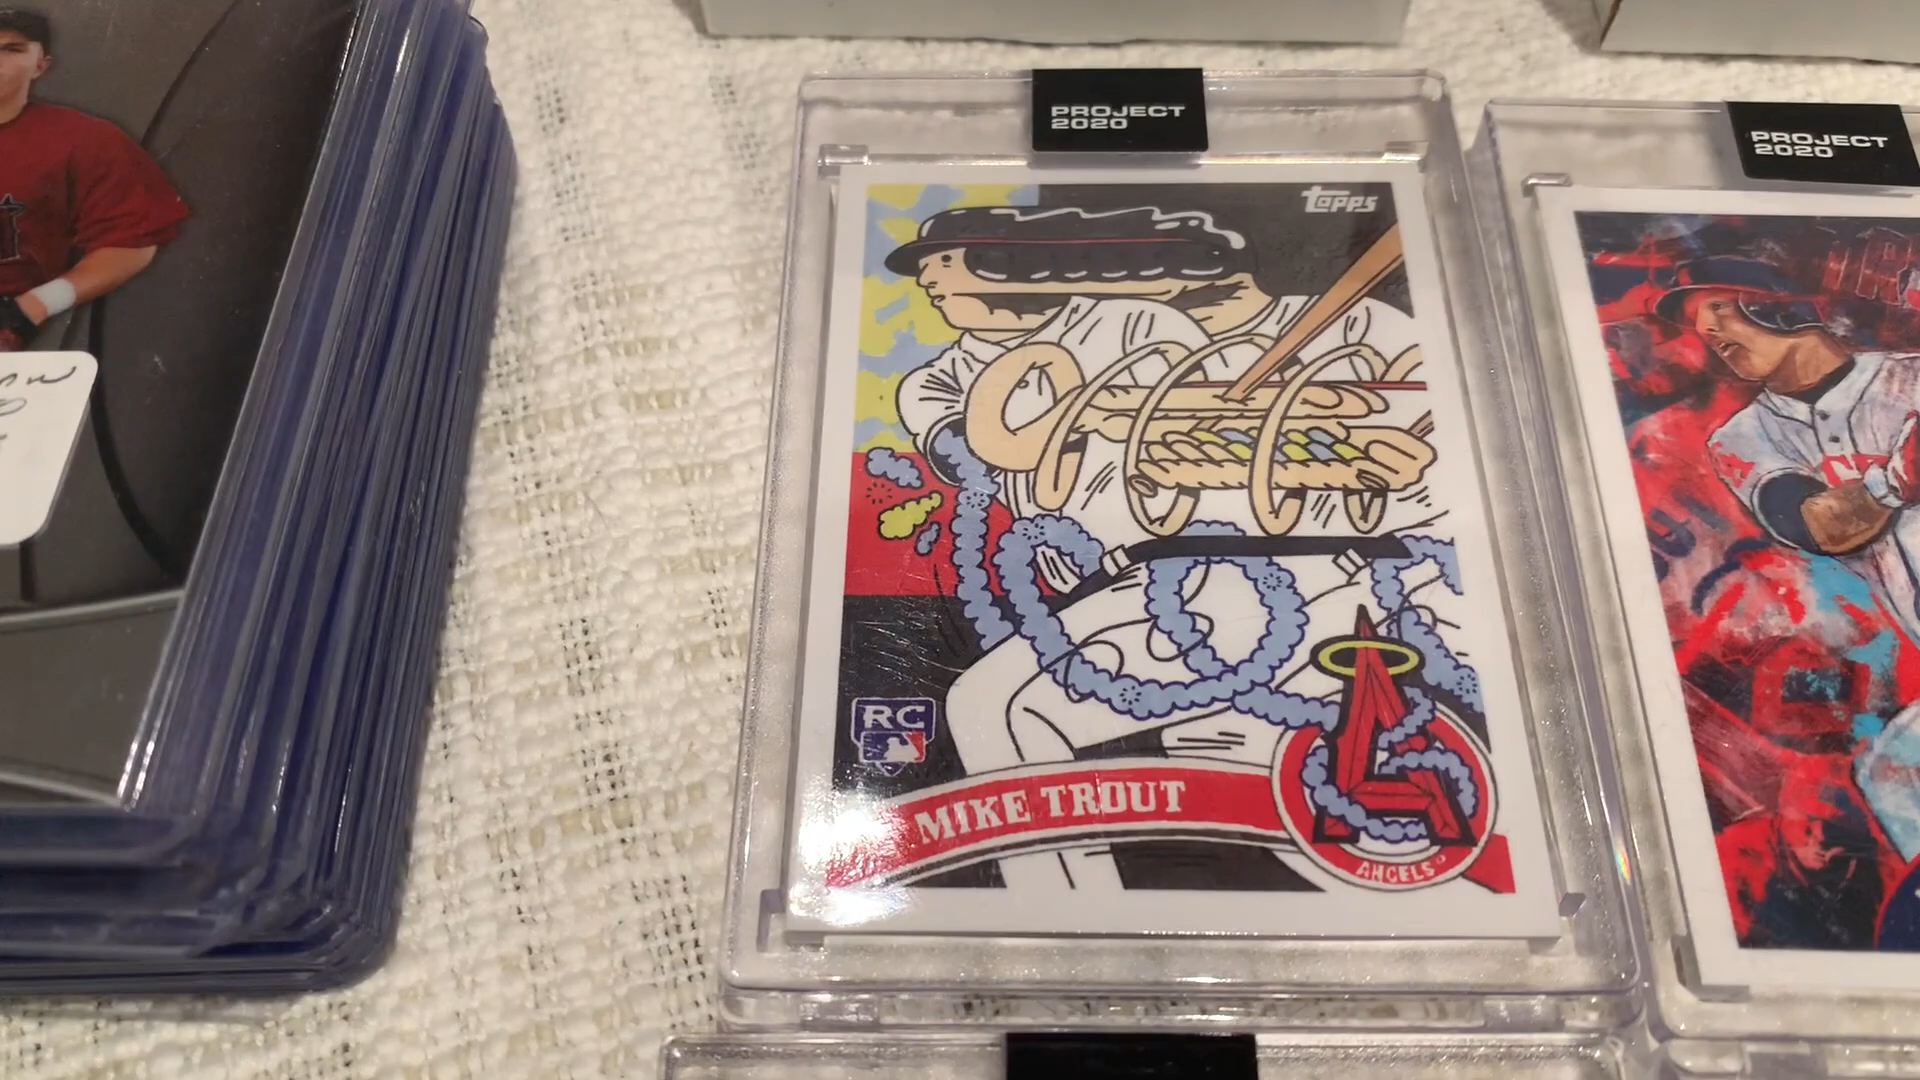 PROJECT
2020
PROJECT
2020
topps
RC
MIKE TROUT
ANGELS